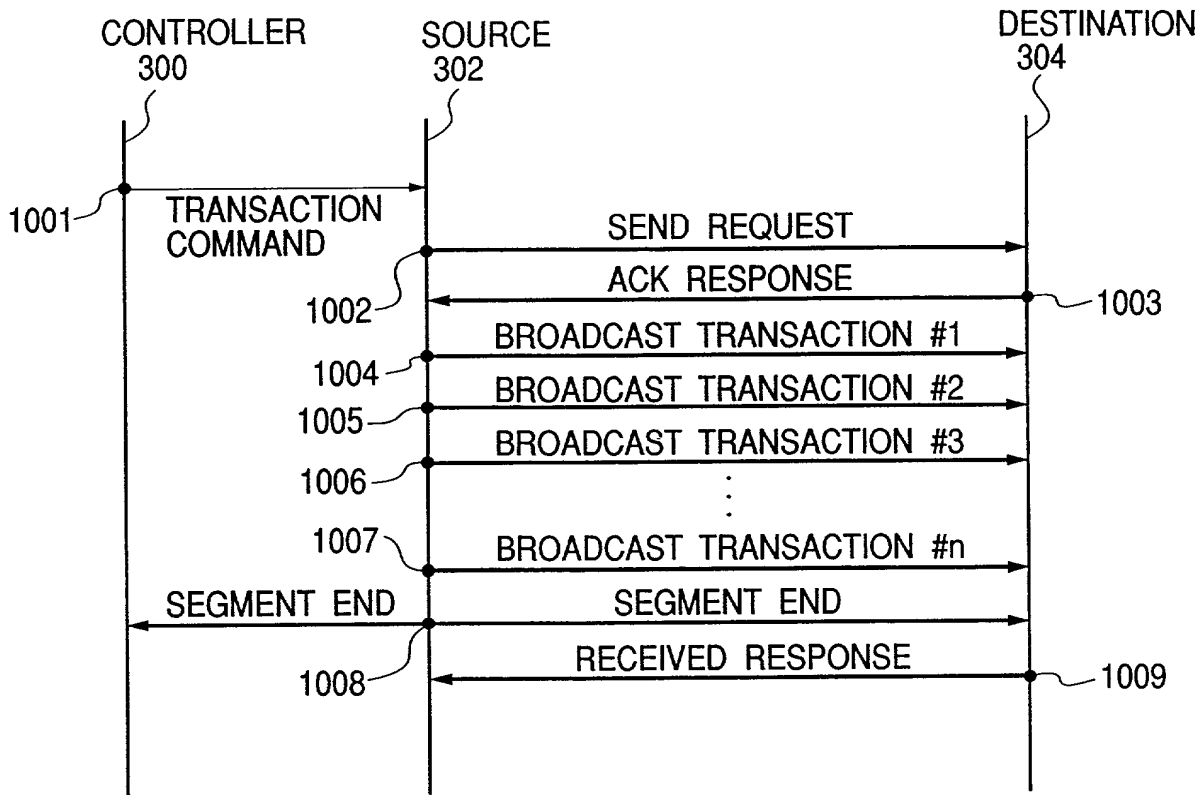 CONTROLLER
300
SOURCE
302
DESTINATION
304
1001
TRANSACTION
COMMAND
SEND REQUEST
1002
ACK RESPONSE
1003
BROADCAST TRANSACTION #1
1004
BROADCAST TRANSACTION #2
1005
BROADCAST TRANSACTION #3
1006
1007
BROADCAST TRANSACTION #n
SEGMENT END
SEGMENT END
1008
RECEIVED RESPONSE
1009